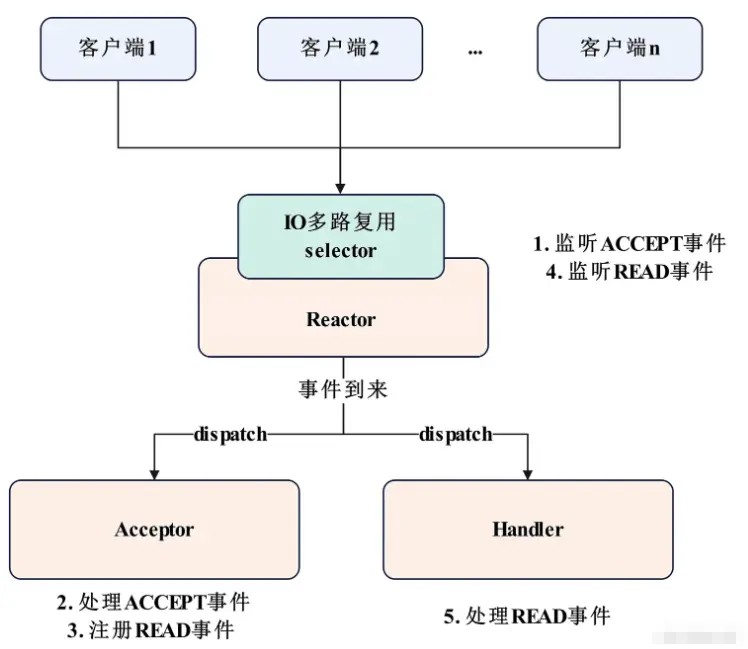 客户端1
客户端2
...
客户端n
IO多路复用
selector
1. 监听ACCEPT事件
4. 监听READ事件
Reactor
事件到来
dispatch
dispatch
Acceptor
Handler
2. 处理ACCEPT事件
3. 注册READ事件
5. 处理READ事件